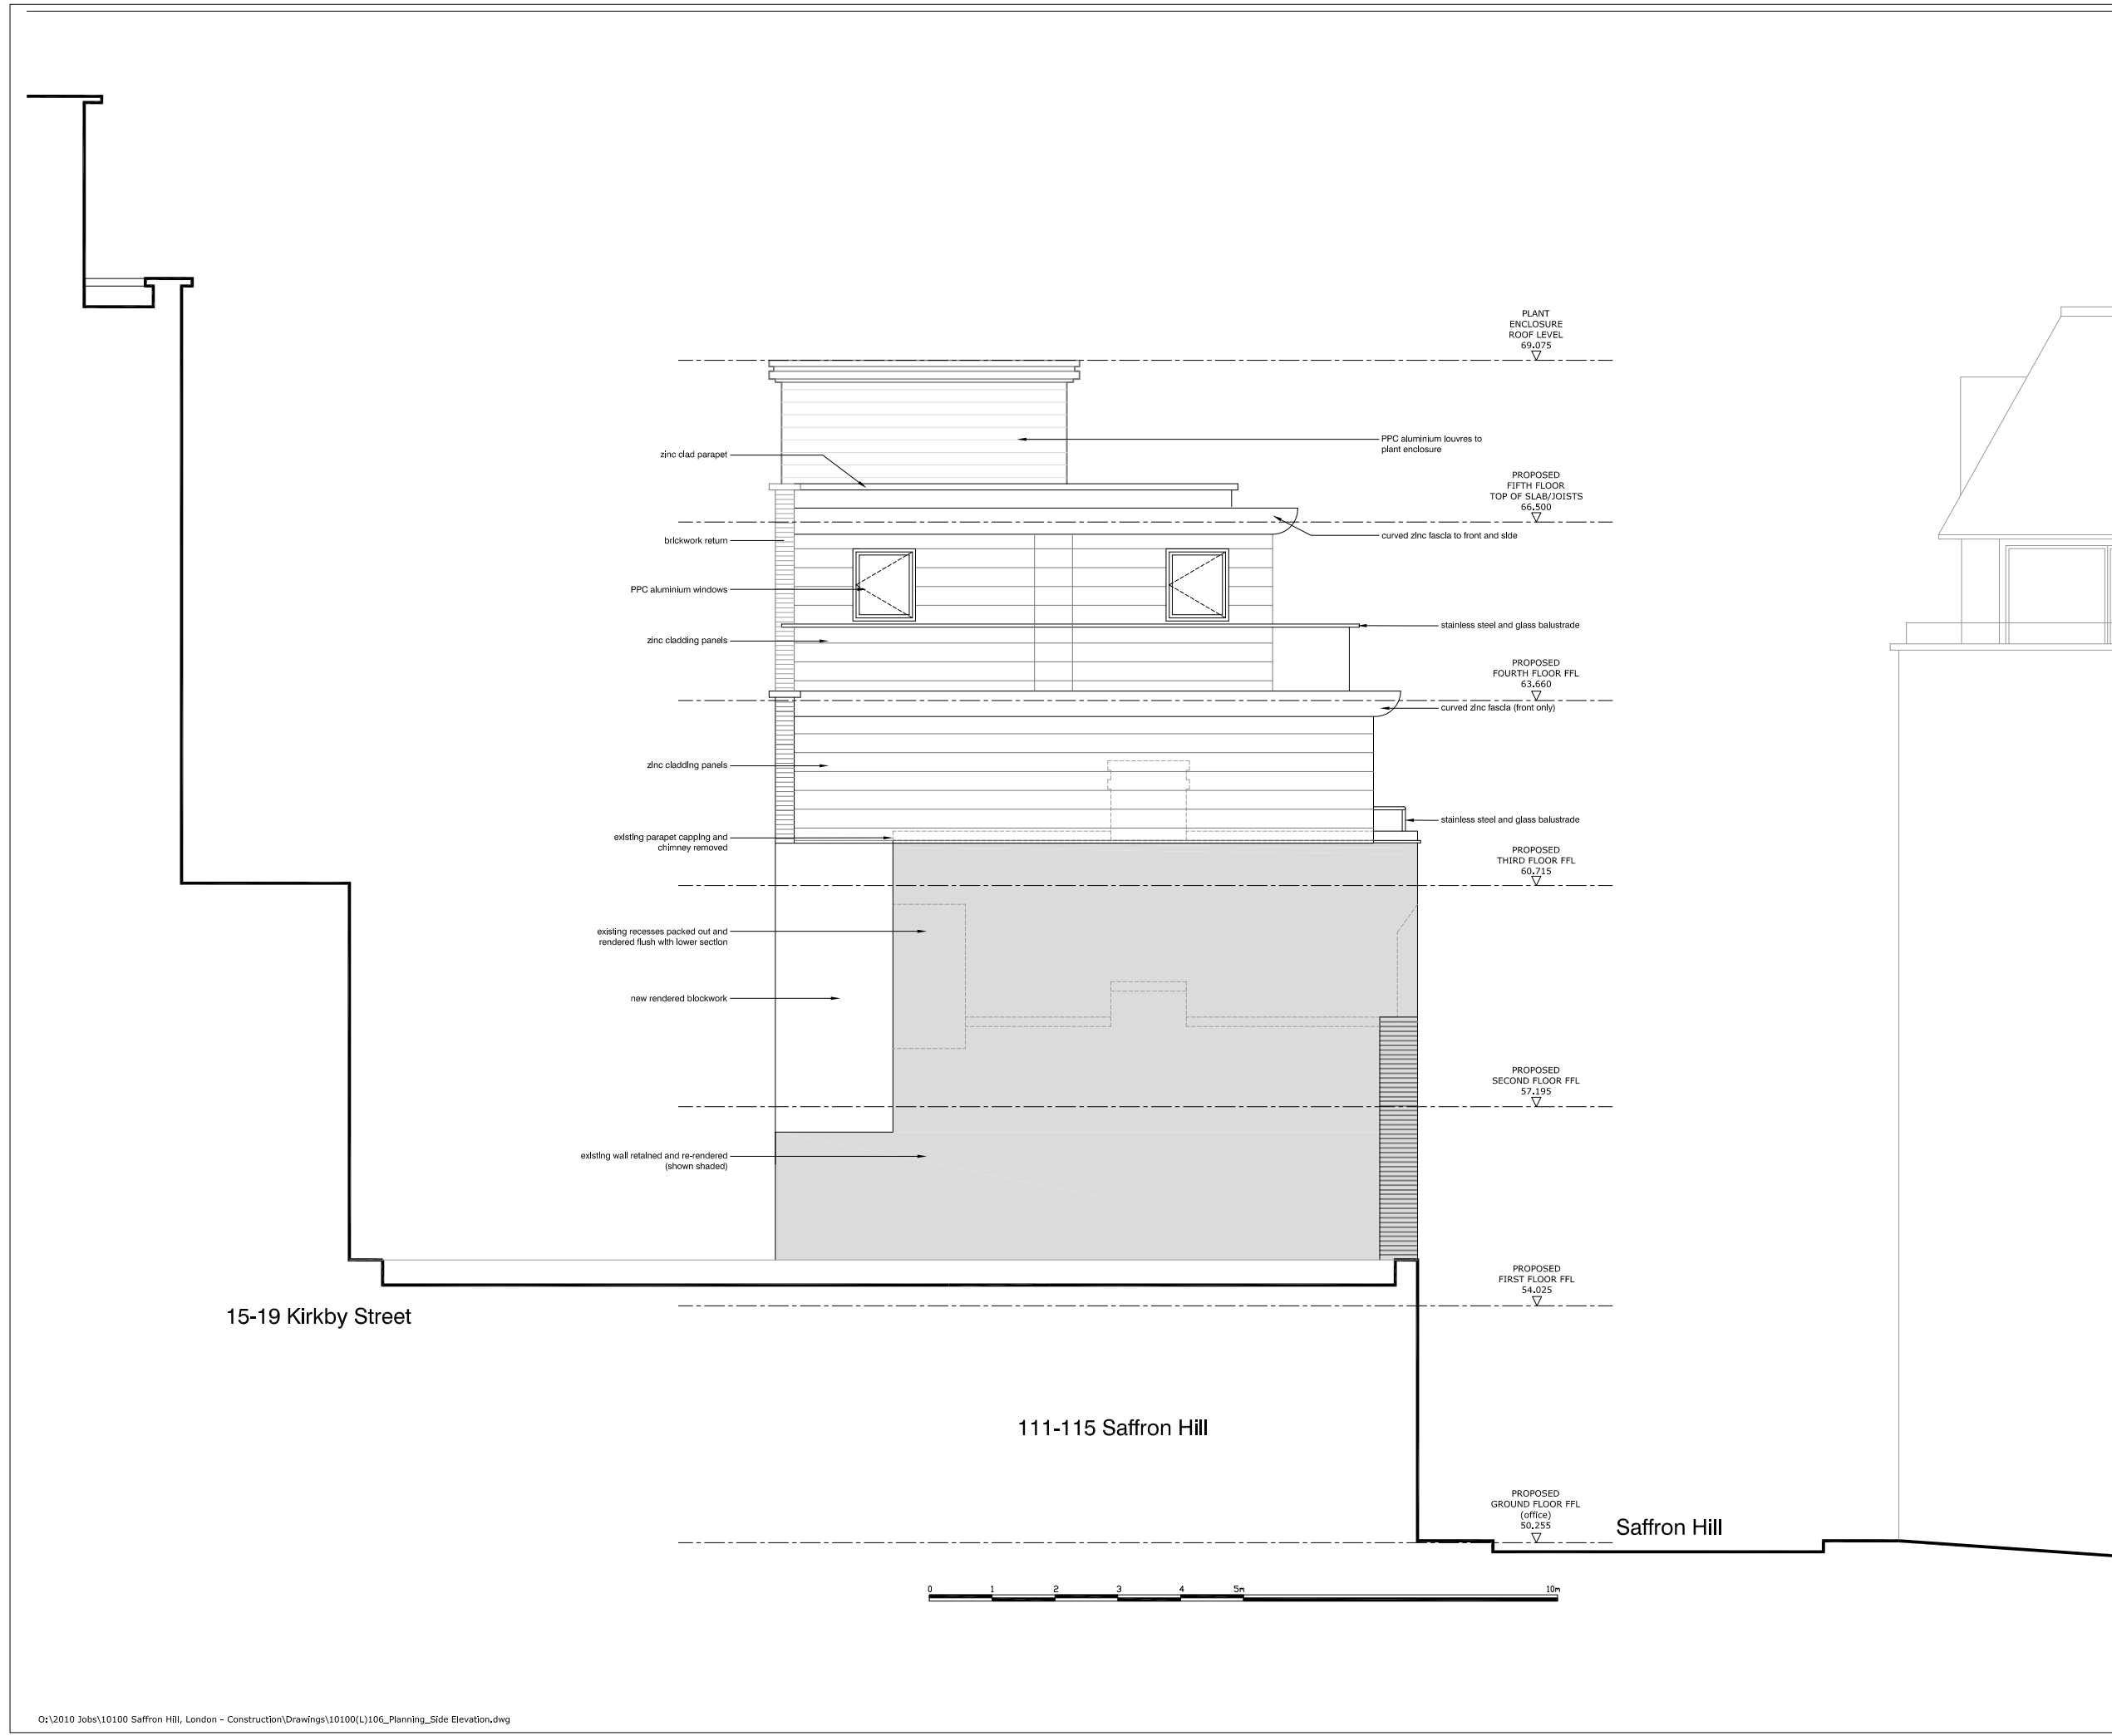 PLANT
ENCLOSURE
ROOF LEVEL
69.075
PPC aluminium louvres to
plant enclosure
zinc clad parapet
PROPOSED
FIFTH FLOOR
TOP OF SLAB/JOISTS
66.500
curved zinc fascia to front and side
brickwork return
PPC aluminium windows
stainless steel and glass balustrade
zinc cladding panels
PROPOSED
FOURTH FLOOR FFL
63.660
curved zinc fascia (front only)
zinc cladding panels
stainless steel and glass balustrade
existing parapet capping and
chimney removed
PROPOSED
THIRD FLOOR FFL
60.715
existing recesses packed out and
rendered flush with lower section
new rendered blockwork
PROPOSED
SECOND FLOOR FFL
57.195
existing wall retained and re-rendered
(shown shaded)
PROPOSED
FIRST FLOOR FFL
54.025
15-19 Kirkby Street
111-115 Saffron Hill
PROPOSED
GROUND FLOOR FFL
(office)
50.255
Saffron Hill
0 1 2 3 4 5m 10m
O:\2010 Jobs\10100 Saffron Hill, London - Construction\Drawings\10100(L)106_Planning_Side Elevation.dwg